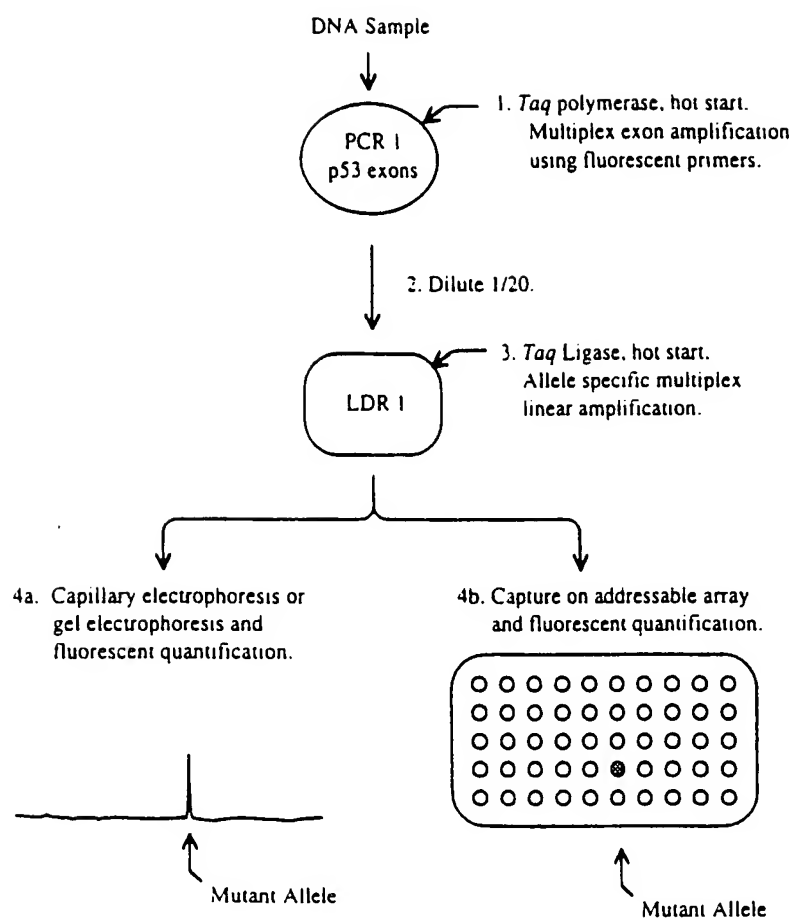 DNA Sample
PCR 1
p53 exons
1. Taq polymerase, hot start.
Multiplex exon amplification
using fluorescent primers.
2. Dilute 1/20.
LDR 1
3. Taq Ligase, hot start.
Allele specific multiplex
linear amplification.
4a. Capillary electrophoresis or
gel electrophoresis and
fluorescent quantification.
4b. Capture on addressable array
and fluorescent quantification.
Mutant Allele
Mutant Allele